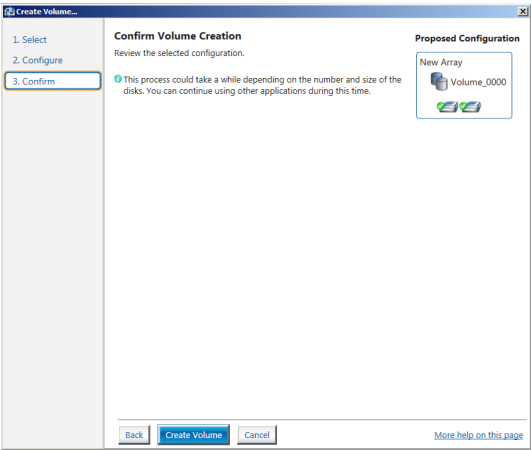 Create Volume...
1. Select
2. Configure
3. Confirm
Confirm Volume Creation
Review the selected configuration.
This process could take a while depending on the number and size of the
disks. You can continue using other applications during this time.
Proposed Configuration
New Array
Volume_0000
Back
Create Volume
Cancel
More help on this page